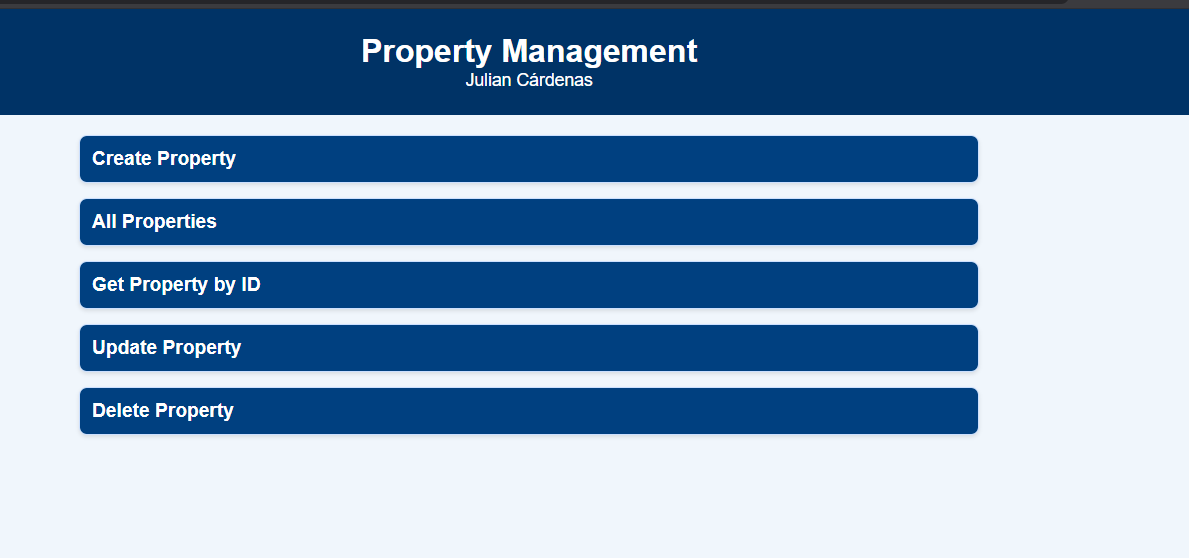 Property Management
Julian Cárdenas
Create Property
All Properties
Get Property by ID
Update Property
Delete Property